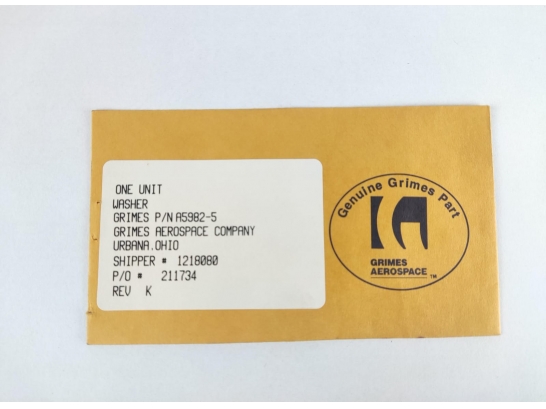 ONE UNIT
WASHER
GRIMES P/N A5982-5
GRIMES AEROSPACE COMPANY
URBANA.OHIO
SHIPPER # 1218080
P/O # 211734
REV K
Genuine Grimes Part
GRIMES
AEROSPACE TM